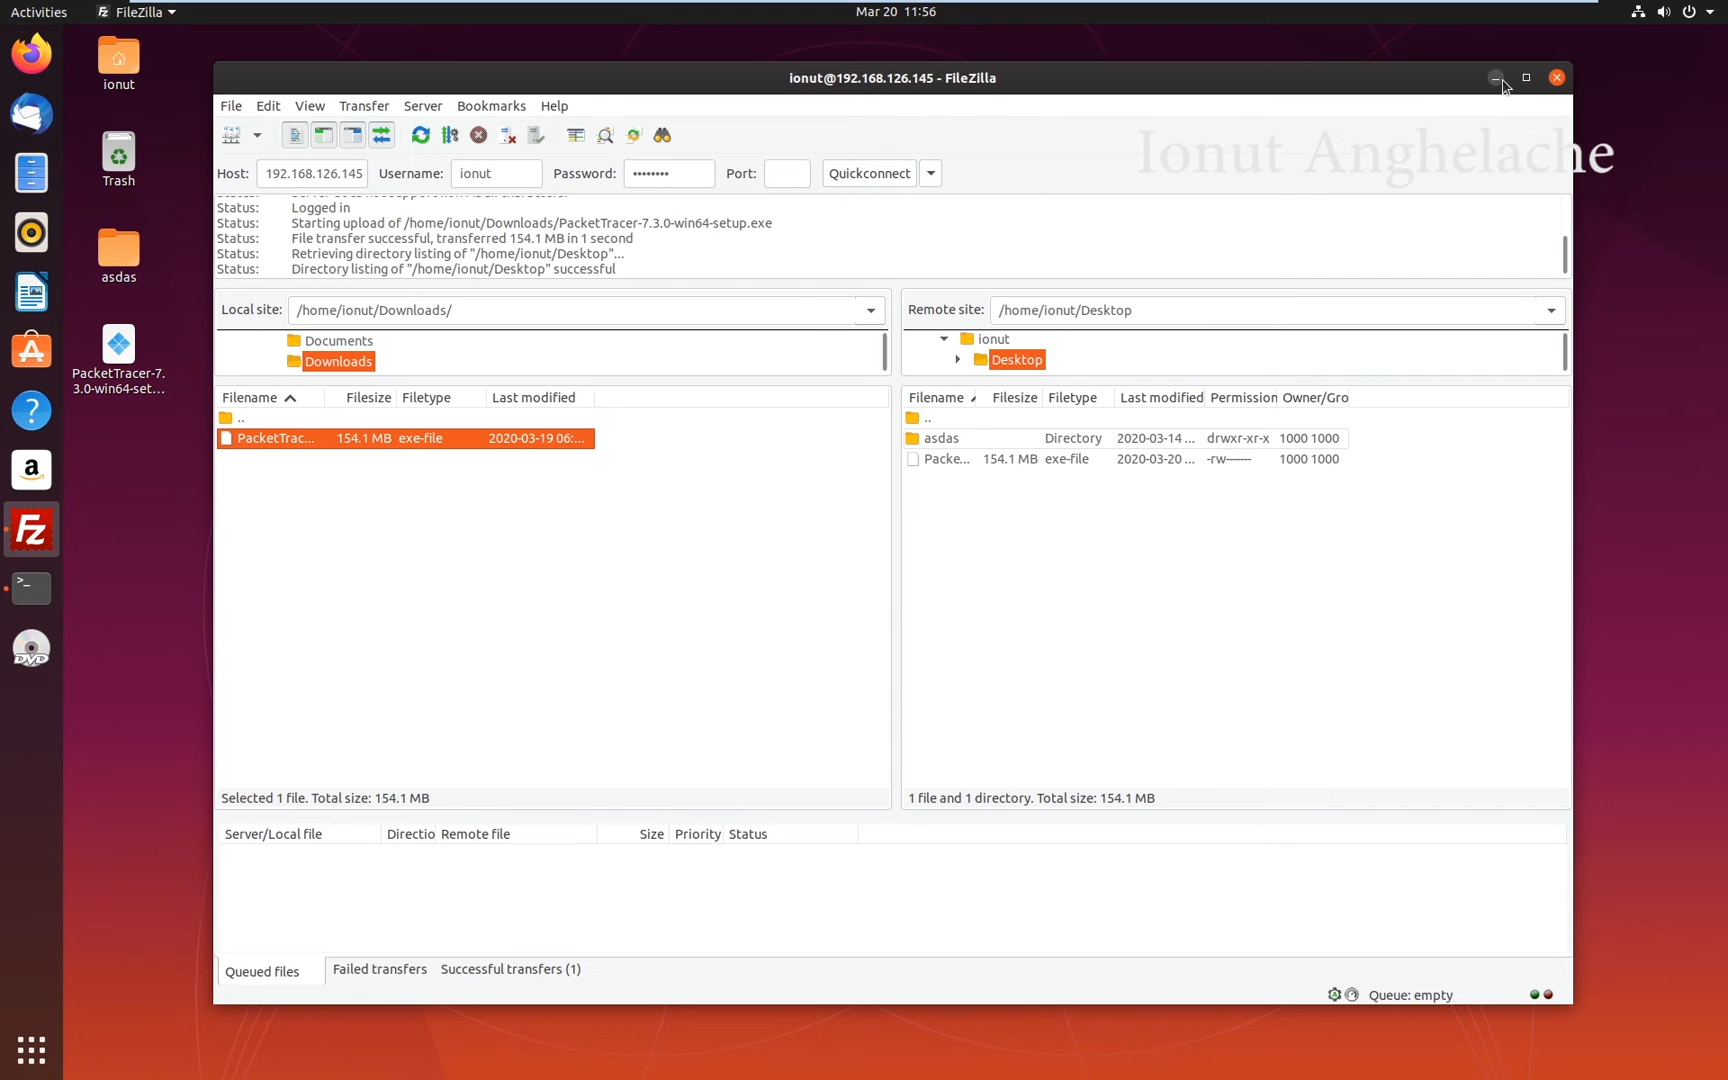 Activities
FileZilla
Mar 20 11:56
ionut
Trash
asdas
PacketTracer-7.
3.0-win64-set...
ionut@192.168.126.145 - FileZilla
File Edit View Transfer Server Bookmarks Help
Ionut Anghelache
Host: 192.168.126.145 Username: ionut Password: •••••••• Port: Quickconnect
Status: Logged in
Status: Starting upload of /home/ionut/Downloads/PacketTracer-7.3.0-win64-setup.exe
Status: File transfer successful, transferred 154.1 MB in 1 second
Status: Retrieving directory listing of "/home/ionut/Desktop"...
Status: Directory listing of "/home/ionut/Desktop" successful
Local site: /home/ionut/Downloads/
Documents
Downloads
Filename Filesize Filetype Last modified
..
PacketTrac... 154.1 MB exe-file 2020-03-19 06:...
Selected 1 file. Total size: 154.1 MB
Remote site: /home/ionut/Desktop
ionut
Desktop
Filename Filesize Filetype Last modified Permission Owner/Gro
..
asdas Directory 2020-03-14 ... drwxr-xr-x 1000 1000
Packe... 154.1 MB exe-file 2020-03-20 ... -rw------- 1000 1000
1 file and 1 directory. Total size: 154.1 MB
Server/Local file Directio Remote file Size Priority Status
Queued files Failed transfers Successful transfers (1)
Queue: empty